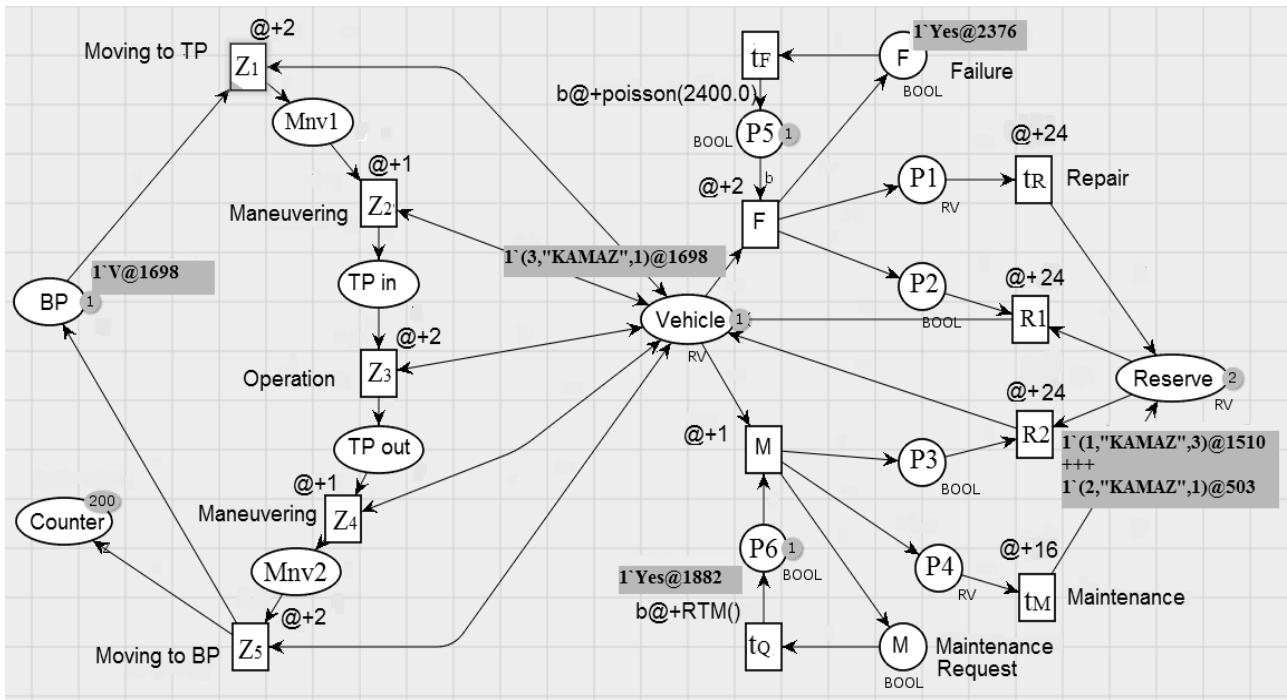 @+2
Moving to TP
Z1
Mnv1
@+1
Maneuvering
Z2
TP in
1`V@1698
BP
1
@+2
Operation
Z3
TP out
@+1
Maneuvering
Z4
200
Counter
z
Mnv2
@+2
Moving to BP
Z5
1`Yes@2376
tF
F
Failure
BOOL
b@+poisson(2400.0)
P5
1
BOOL
b
@+2
F
@+24
P1
RV
tR
Repair
1`(3,"KAMAZ",1)@1698
Vehicle
1
RV
P2
BOOL
@+24
R1
Reserve
2
RV
@+24
R2
1`(1,"KAMAZ",3)@1510
+++
1`(2,"KAMAZ",1)@503
@+1
M
P3
BOOL
P6
1
BOOL
1`Yes@1882
b@+RTM()
P4
RV
@+16
tM
Maintenance
tQ
M
BOOL
Maintenance
Request